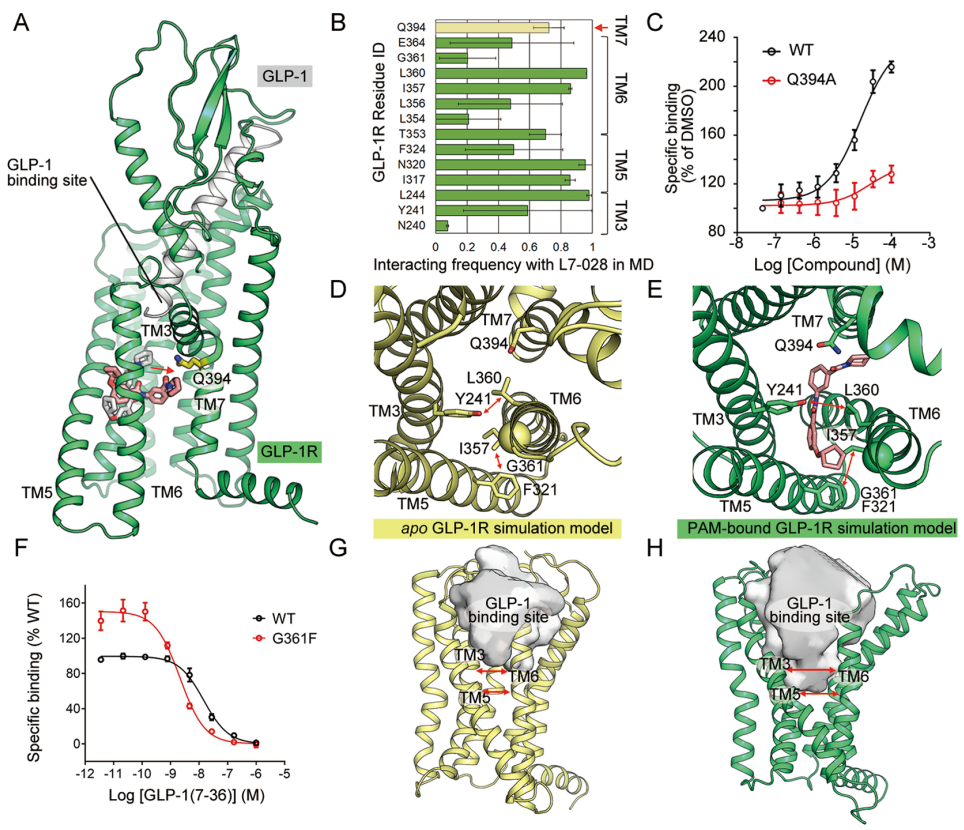 A
GLP-1
GLP-1
binding site
TM3
Q394
TM7
GLP-1R
TM5
TM6
B
GLP-1R Residue ID
Q394
E364
G361
L360
I357
L356
L354
T353
F324
N320
I317
L244
Y241
N240
TM7
TM6
TM5
TM3
0 0.2 0.4 0.6 0.8 1
Interacting frequency with L7-028 in MD
C
Specific binding
(% of DMSO)
240
200
160
120
80
WT
Q394A
-8 -7 -6 -5 -4 -3
Log [Compound] (M)
D
TM7
Q394
L360
Y241
TM3
TM6
I357
G361
F321
TM5
apo GLP-1R simulation model
E
TM7
Q394
Y241
L360
TM3
TM6
I357
G361
F321
TM5
PAM-bound GLP-1R simulation model
F
Specific binding (% WT)
160
120
80
40
0
WT
G361F
-12 -11 -10 -9 -8 -7 -6 -5
Log [GLP-1(7-36)] (M)
G
GLP-1
binding site
TM3
TM6
TM5
H
GLP-1
binding site
TM3
TM6
TM5